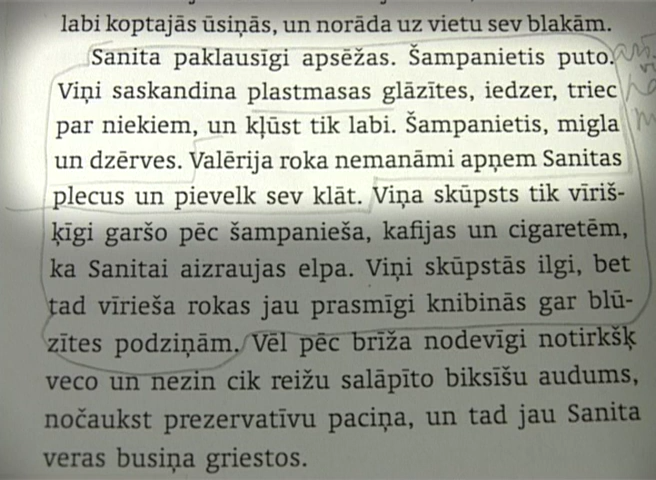 labi koptajās ūsiņās, un norāda uz vietu sev blakām.
Sanita paklausīgi apsēžas. Šampanietis puto.
Viņi saskandina plastmasas glāzītes, iedzer, triec
par niekiem, un kļūst tik labi. Šampanietis, migla
un dzērves. Valērija roka nemanāmi apņem Sanitas
plecus un pievelk sev klāt. Viņa skūpsts tik vīriš-
ķīgi garšo pēc šampanieša, kafijas un cigaretēm,
ka Sanitai aizraujas elpa. Viņi skūpstās ilgi, bet
tad vīrieša rokas jau prasmīgi knibinās gar blū-
zītes podziņām. Vēl pēc brīža nodevīgi notirkšķ
veco un nezin cik reižu salāpīto biksīšu audums,
nočaukst prezervatīvu paciņa, un tad jau Sanita
veras busiņa griestos.